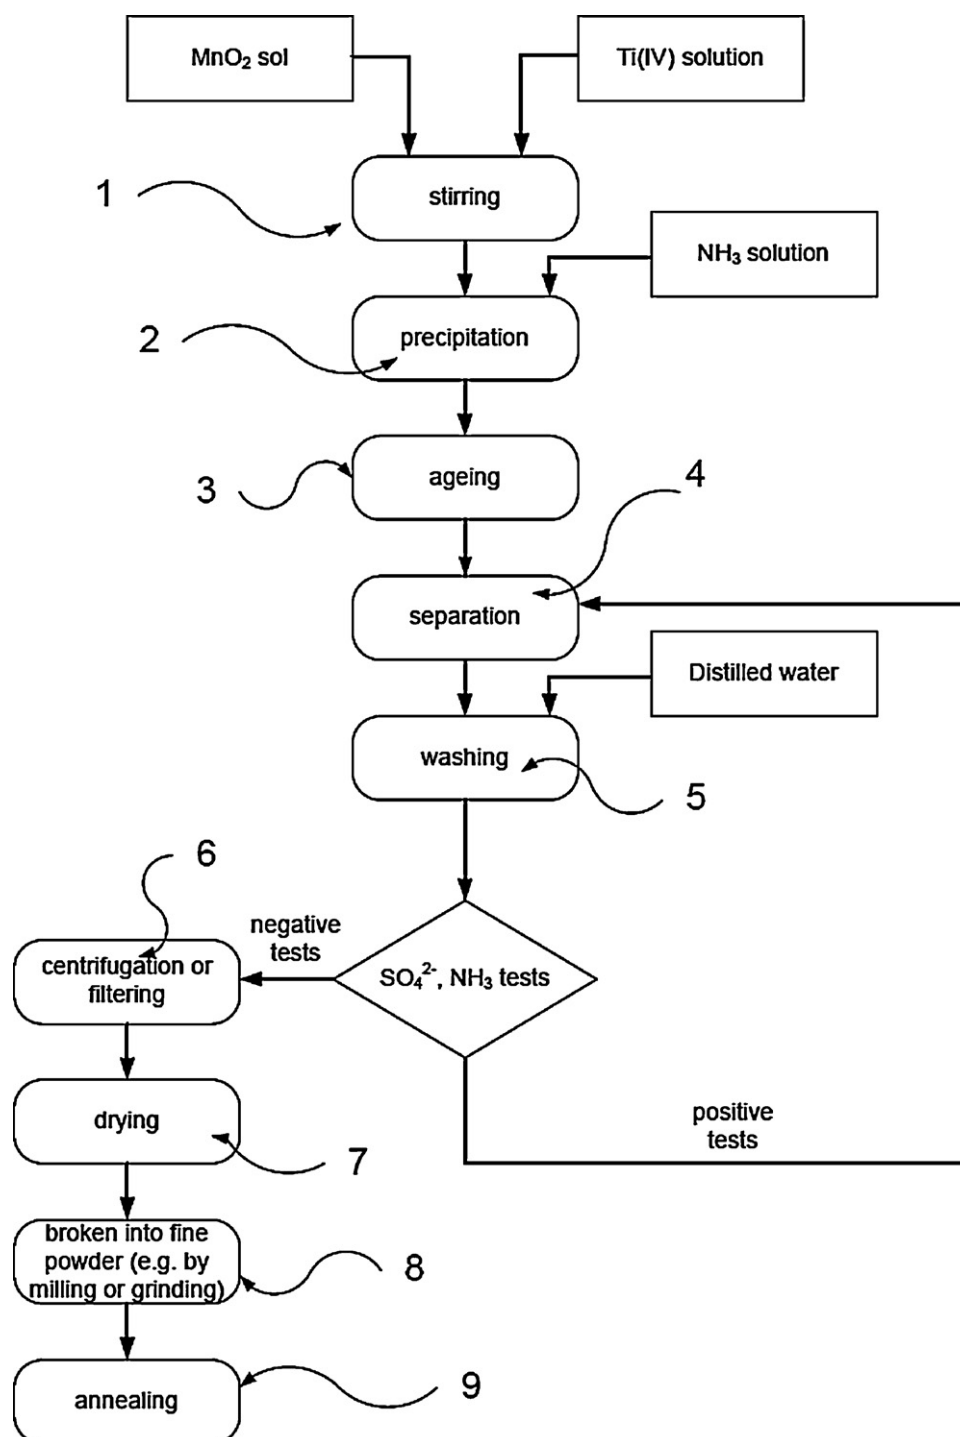 MnO₂ sol
Ti(IV) solution
1
stirring
NH₃ solution
2
precipitation
3
ageing
4
separation
Distilled water
washing
5
6
negative
tests
centrifugation or
filtering
SO₄²⁻, NH₃ tests
drying
7
positive
tests
broken into fine
powder (e.g. by
milling or grinding)
8
annealing
9